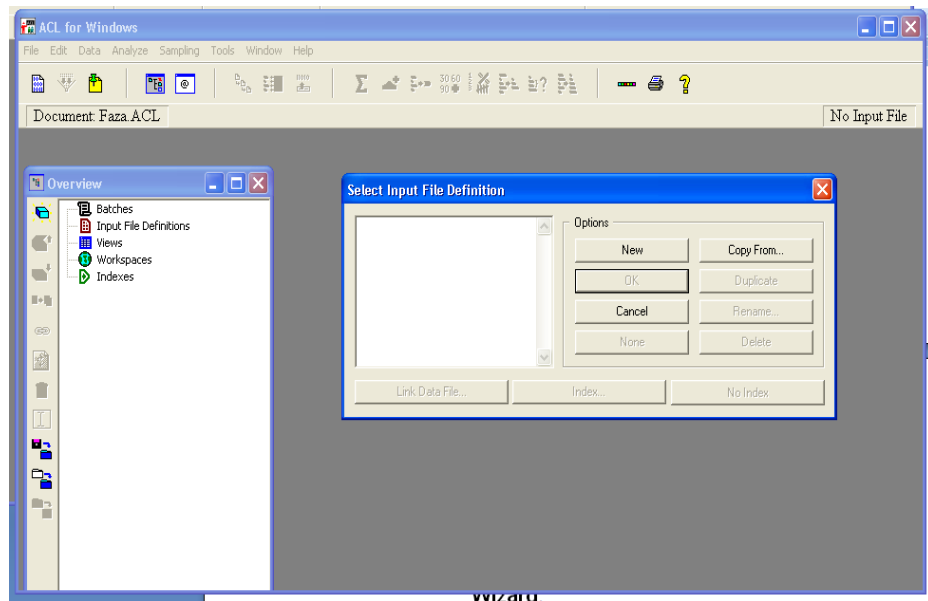 ACL for Windows
File Edit Data Analyze Sampling Tools Window Help
Document: Faza.ACL No Input File
Overview
Batches
Input File Definitions
Views
Workspaces
Indexes
Select Input File Definition
Options
New Copy From...
OK Duplicate
Cancel Rename...
None Delete
Link Data File... Index... No Index
Wizard.